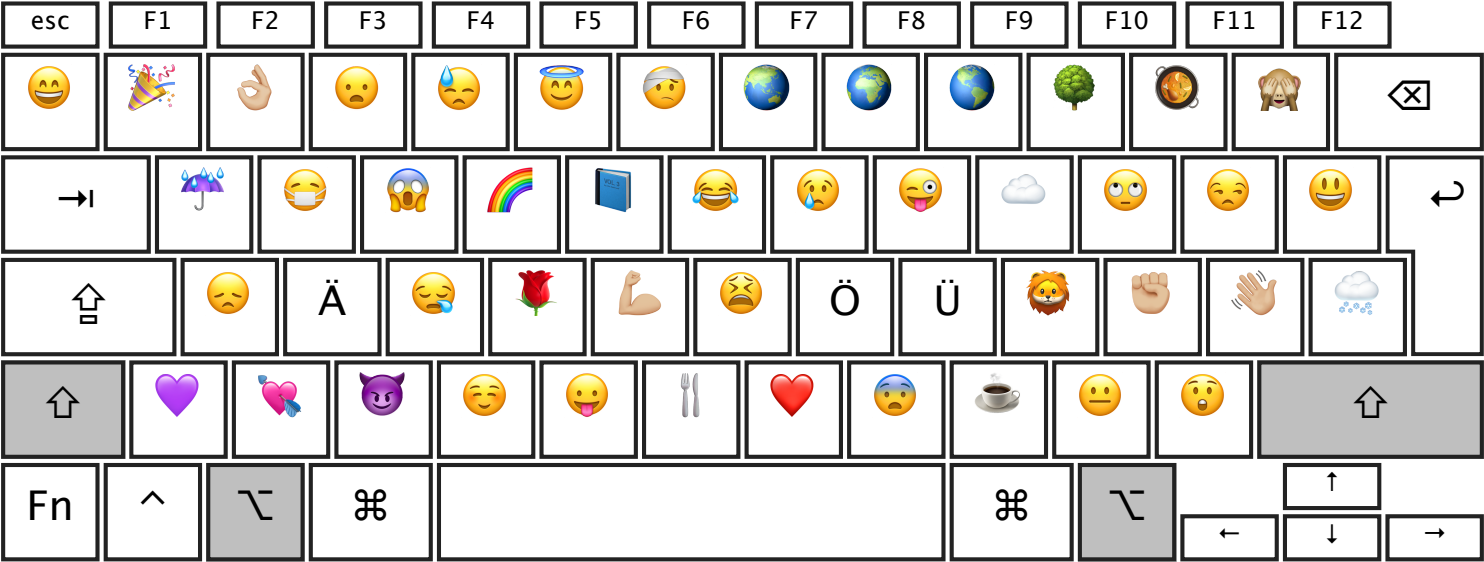 esc F1 F2 F3 F4 F5 F6 F7 F8 F9 F10 F11 F12
😄 🎉 👌🏼 😦 😓 😇 🤕 🌏 🌍 🌎 🌳 🥘 🙈 ⌫
⇥ ☔ 😷 😱 🌈 📘 😂 😢 😜 ☁️ 🙄 😒 😃 ↩
⇪ 😞 Ä 😪 🌹 💪🏼 😫 Ö Ü 🦁 ✊🏼 👋🏼 🌨️
⇧ 💜 💘 😈 ☺️ 😛 🍴 ❤️ 😨 ☕ 😐 😲 ⇧
Fn ^ ⌥ ⌘ ⌘ ⌥ ↑
← ↓ →